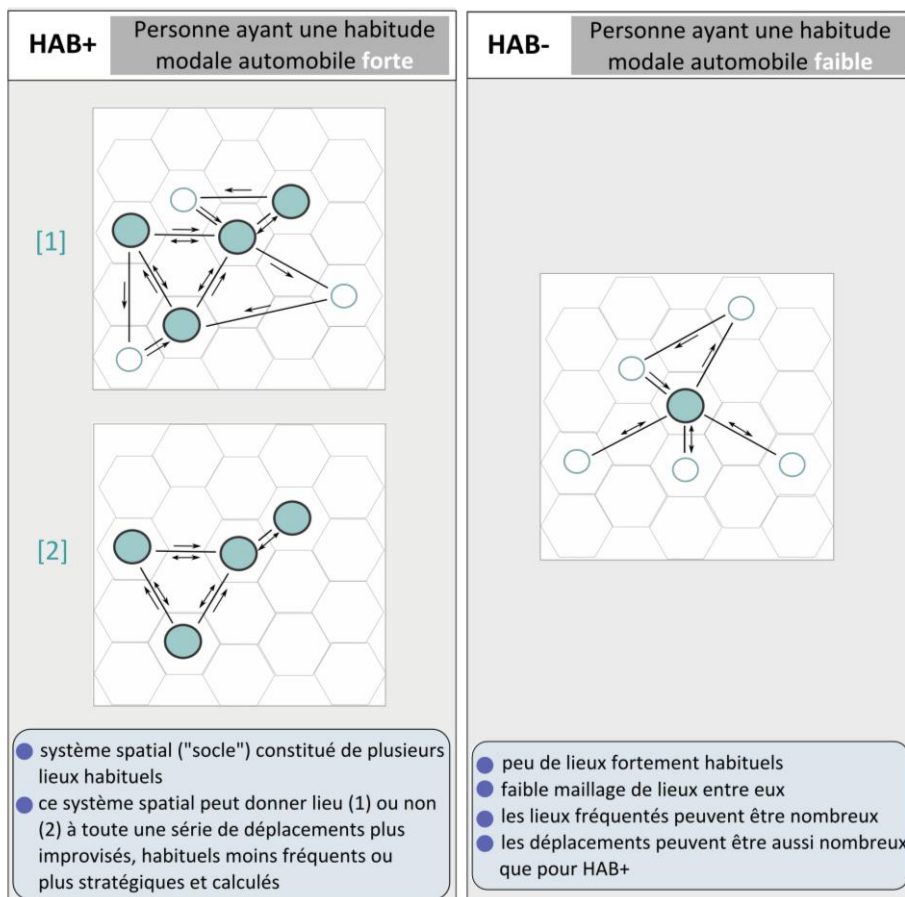 HAB+
Personne ayant une habitude
modale automobile forte
[1]
[2]
système spatial ("socle") constitué de plusieurs
lieux habituels
ce système spatial peut donner lieu (1) ou non
(2) à toute une série de déplacements plus
improvisés, habituels moins fréquents ou
plus stratégiques et calculés
HAB-
Personne ayant une habitude
modale automobile faible
peu de lieux fortement habituels
faible maillage de lieux entre eux
les lieux fréquentés peuvent être nombreux
les déplacements peuvent être aussi nombreux
que pour HAB+